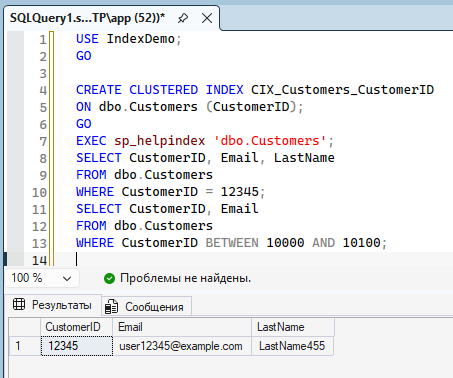 SQLQuery1.s...TP\app (52))*
1 USE IndexDemo;
2 GO
3
4 CREATE CLUSTERED INDEX CIX_Customers_CustomerID
5 ON dbo.Customers (CustomerID);
6 GO
7 EXEC sp_helpindex 'dbo.Customers';
8 SELECT CustomerID, Email, LastName
9 FROM dbo.Customers
10 WHERE CustomerID = 12345;
11 SELECT CustomerID, Email
12 FROM dbo.Customers
13 WHERE CustomerID BETWEEN 10000 AND 10100;
14
100 % Проблемы не найдены.
Результаты Сообщения
CustomerID Email LastName
1 12345 user12345@example.com LastName455